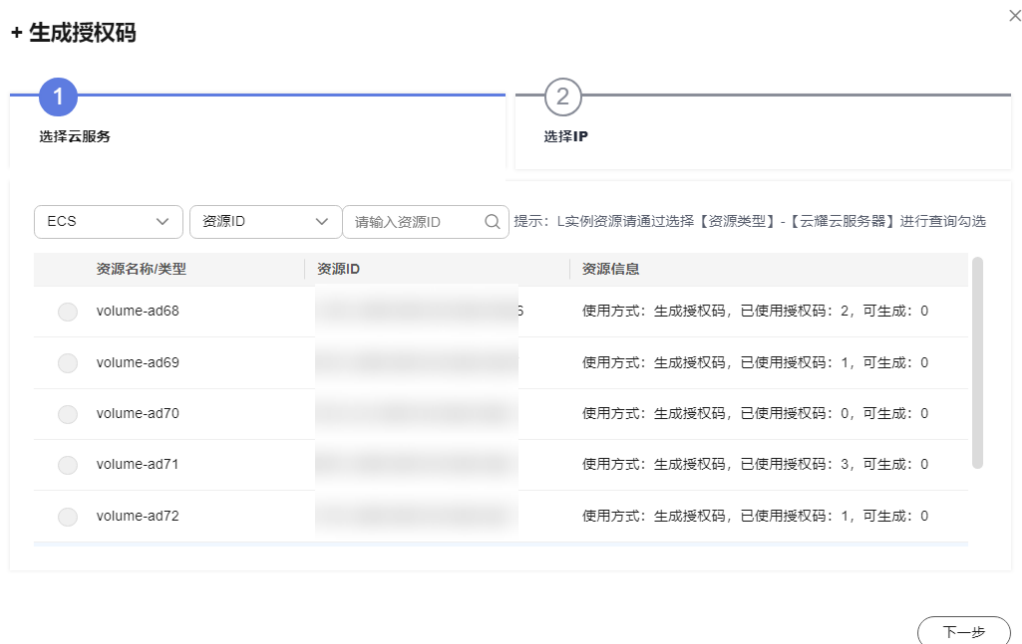 + 生成授权码
1
选择云服务
2
选择IP
ECS 资源ID 请输入资源ID 提示：L实例资源请通过选择【资源类型】-【云耀云服务器】进行查询勾选
资源名称/类型 资源ID 资源信息
volume-ad68 使用方式：生成授权码，已使用授权码：2，可生成：0
volume-ad69 使用方式：生成授权码，已使用授权码：1，可生成：0
volume-ad70 使用方式：生成授权码，已使用授权码：0，可生成：0
volume-ad71 使用方式：生成授权码，已使用授权码：3，可生成：0
volume-ad72 使用方式：生成授权码，已使用授权码：1，可生成：0
下一步